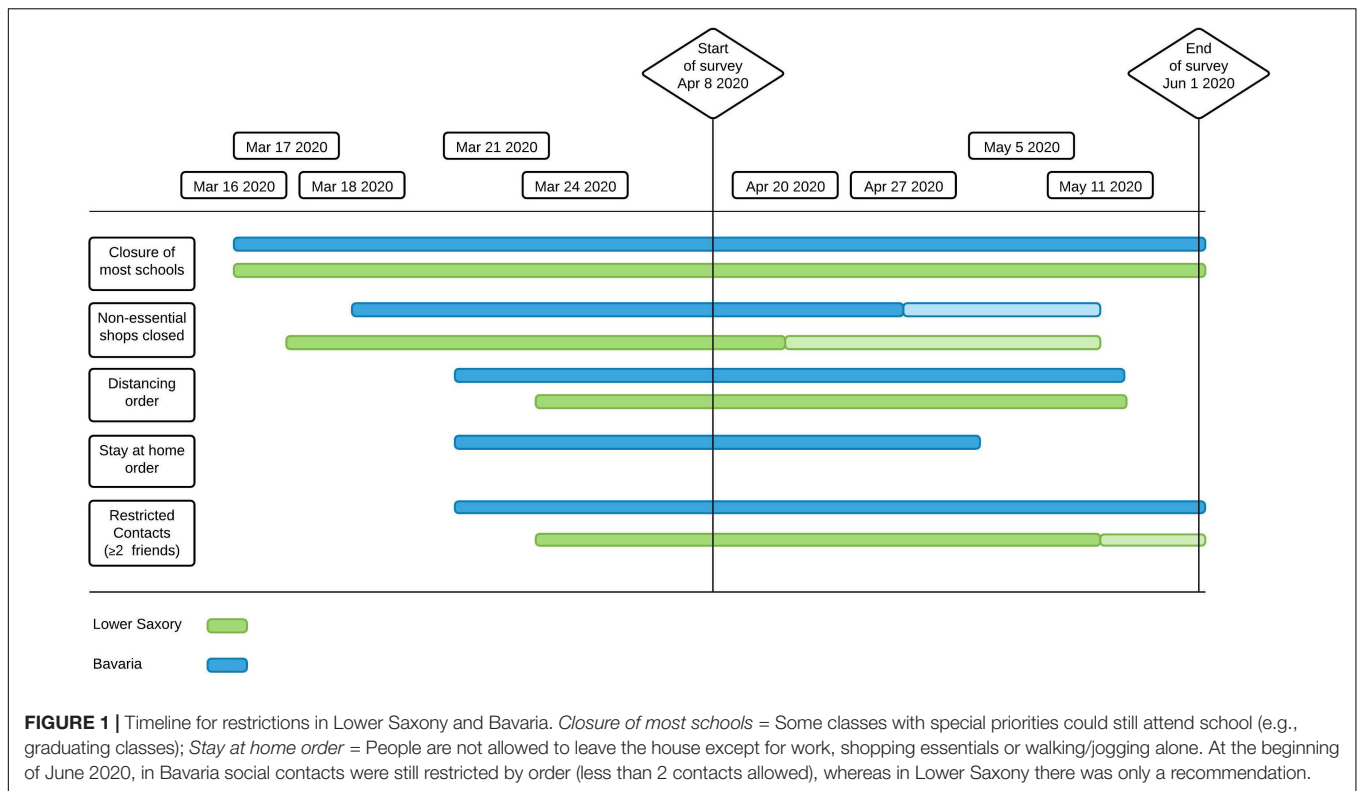 Start
of survey
Apr 8 2020
End
of survey
Jun 1 2020
Mar 17 2020
Mar 21 2020
May 5 2020
Mar 16 2020
Mar 18 2020
Mar 24 2020
Apr 20 2020
Apr 27 2020
May 11 2020
Closure of
most schools
Non-essential
shops closed
Distancing
order
Stay at home
order
Restricted
Contacts
(≥2 friends)
Lower Saxory
Bavaria
FIGURE 1 | Timeline for restrictions in Lower Saxony and Bavaria. Closure of most schools = Some classes with special priorities could still attend school (e.g.,
graduating classes); Stay at home order = People are not allowed to leave the house except for work, shopping essentials or walking/jogging alone. At the beginning
of June 2020, in Bavaria social contacts were still restricted by order (less than 2 contacts allowed), whereas in Lower Saxony there was only a recommendation.